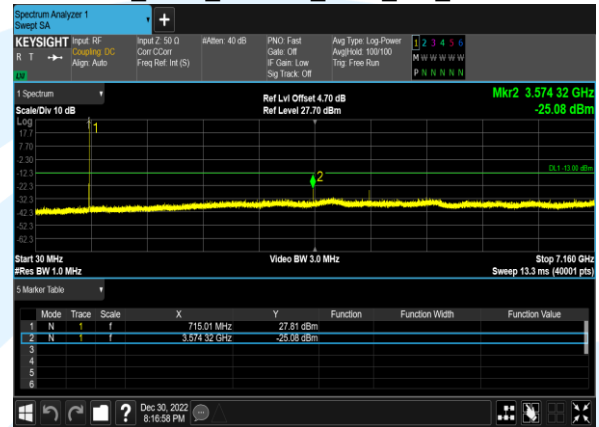 Spectrum Analyzer 1
Swept SA
KEYSIGHT Input: RF Input Z: 50 Ω #Atten: 40 dB PNO: Fast Avg Type: Log-Power 1 2 3 4 5 6
R T Coupling: DC Corr CCorr Gate: Off Avg|Hold: 100/100 M W W W W W
Align: Auto Freq Ref: Int (S) IF Gain: Low Trig: Free Run
Sig Track: Off P N N N N N
1 Spectrum Ref Lvl Offset 4.70 dB Mkr2 3.574 32 GHz
Scale/Div 10 dB Ref Level 27.70 dBm -25.08 dBm
Log
17.7 1
7.70
-2.30
-12.3 DL1 -13.00 dBm
-22.3 2
-32.3
-42.3
-52.3
-62.3
Start 30 MHz Video BW 3.0 MHz Stop 7.160 GHz
#Res BW 1.0 MHz Sweep 13.3 ms (40001 pts)
5 Marker Table
Mode Trace Scale X Y Function Function Width Function Value
1 N 1 f 715.01 MHz 27.81 dBm
2 N 1 f 3.574 32 GHz -25.08 dBm
3
4
5
6
? Dec 30, 2022
8:16:58 PM